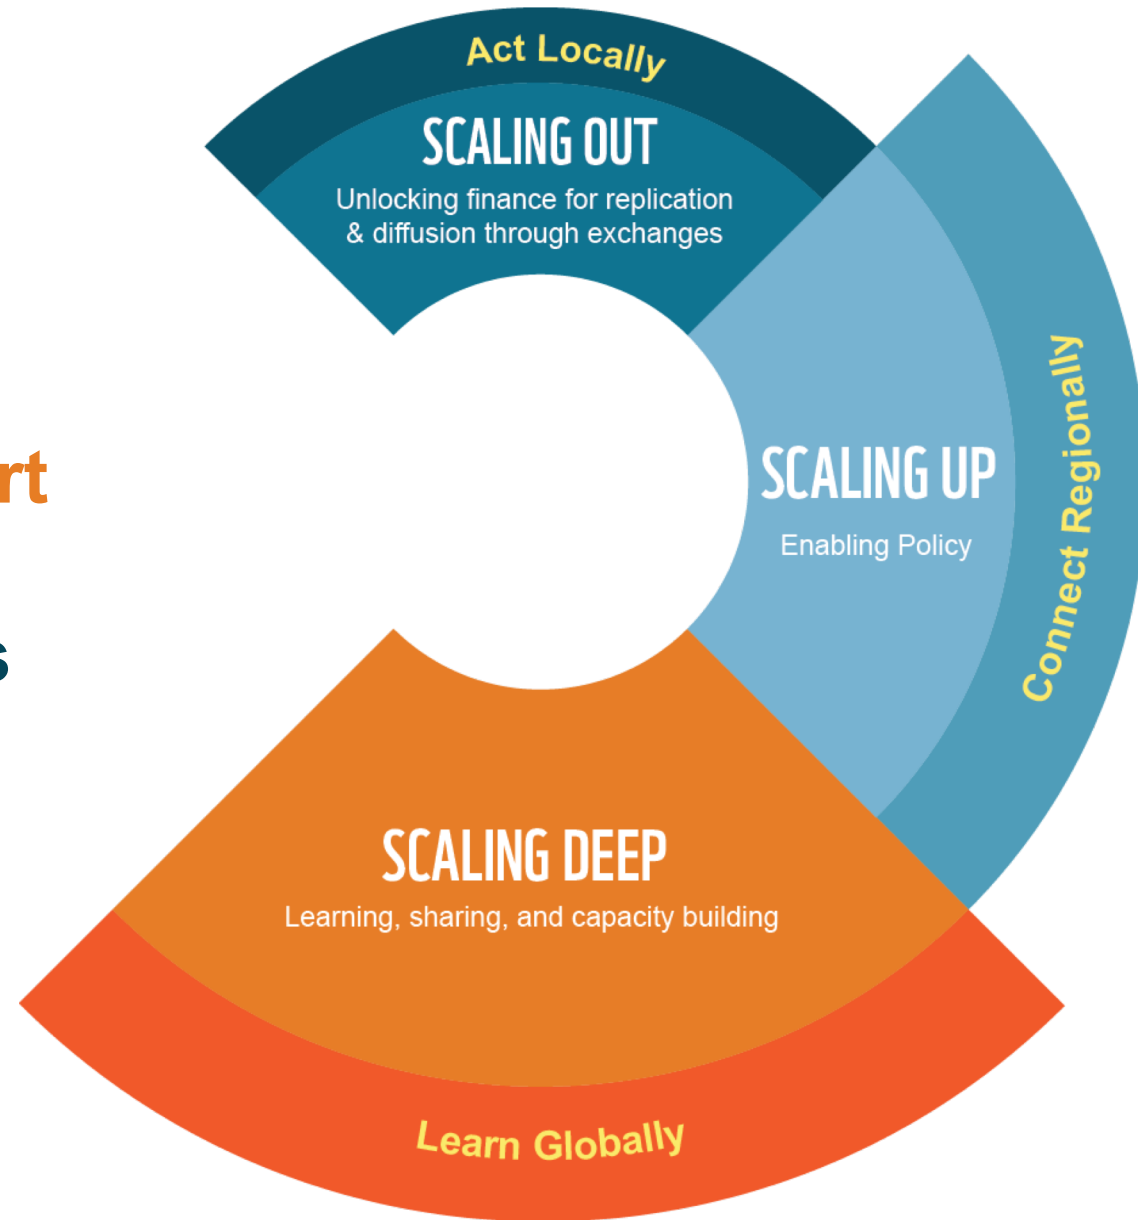 Act Locally
SCALING OUT
Unlocking finance for replication
& diffusion through exchanges
Connect Regionally
SCALING UP
Enabling Policy
SCALING DEEP
Learning, sharing, and capacity building
Learn Globally